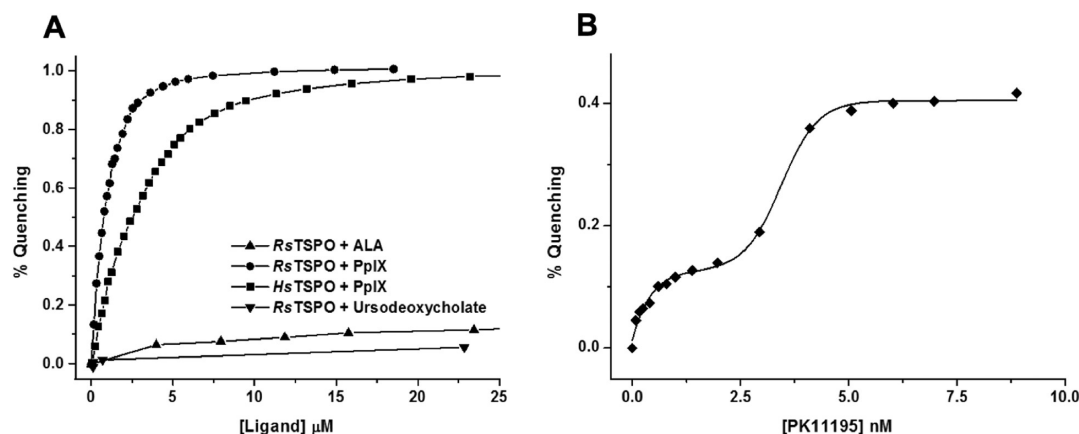 A
% Quenching
1.0
0.8
0.6
0.4
0.2
0.0
RsTSPO + ALA
RsTSPO + PpIX
HsTSPO + PpIX
RsTSPO + Ursodeoxycholate
0 5 10 15 20 25
[Ligand] μM
B
% Quenching
0.4
0.2
0.0
0.0 2.5 5.0 7.5 10.0
[PK11195] nM